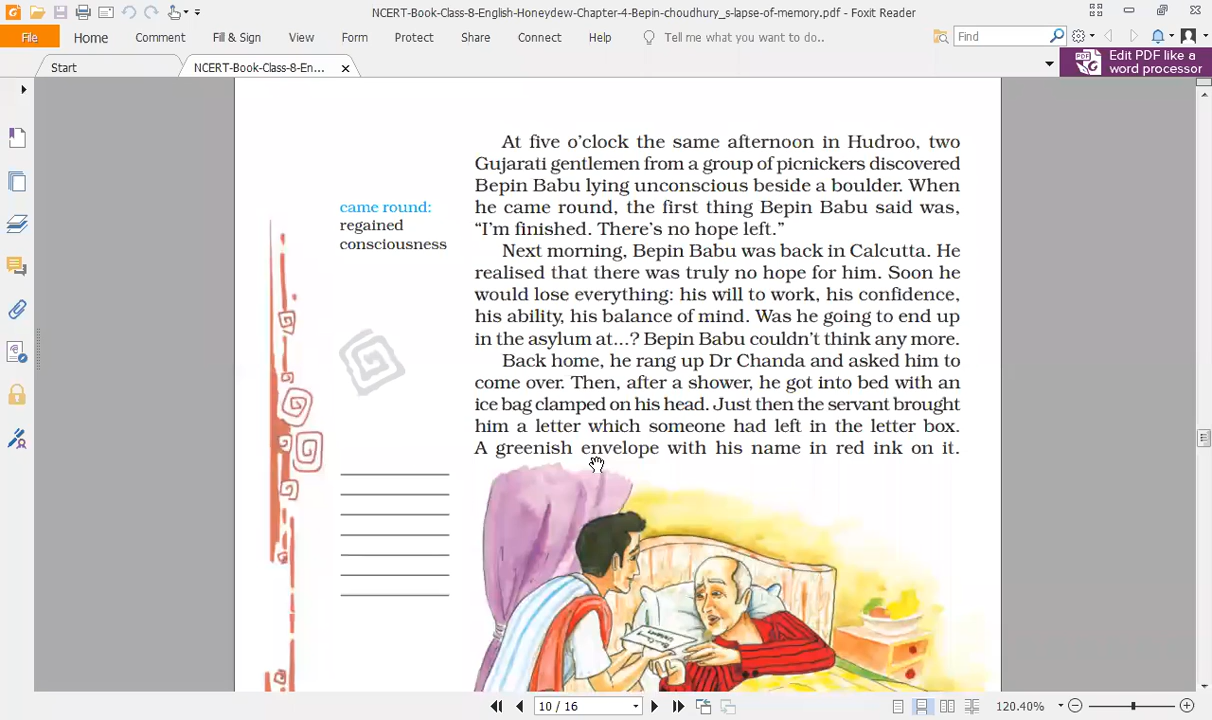 NCERT-Book-Class-8-English-Honeydew-Chapter-4-Bepin-choudhury_s-lapse-of-memory.pdf - Foxit Reader
File Home Comment Fill & Sign View Form Protect Share Connect Help Tell me what you want to do.. Find
Start NCERT-Book-Class-8-En... Edit PDF like a
word processor
At five o'clock the same afternoon in Hudroo, two
Gujarati gentlemen from a group of picnickers discovered
Bepin Babu lying unconscious beside a boulder. When
he came round, the first thing Bepin Babu said was,
“I'm finished. There's no hope left.”
came round:
regained
consciousness
Next morning, Bepin Babu was back in Calcutta. He
realised that there was truly no hope for him. Soon he
would lose everything: his will to work, his confidence,
his ability, his balance of mind. Was he going to end up
in the asylum at...? Bepin Babu couldn't think any more.
Back home, he rang up Dr Chanda and asked him to
come over. Then, after a shower, he got into bed with an
ice bag clamped on his head. Just then the servant brought
him a letter which someone had left in the letter box.
A greenish envelope with his name in red ink on it.
10 / 16 120.40%